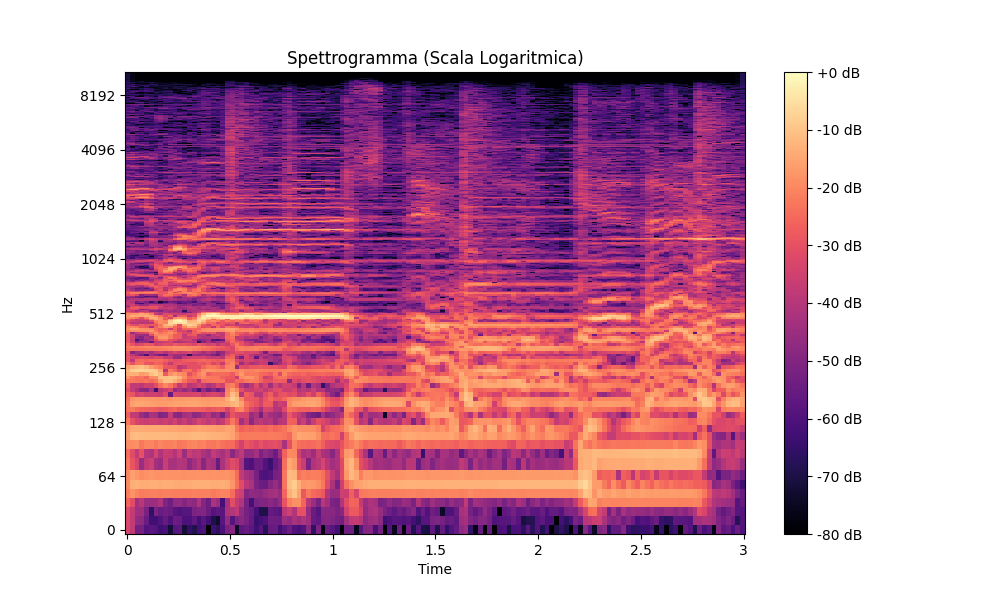 Spettrogramma (Scala Logaritmica)
Hz
8192
4096
2048
1024
512
256
128
64
0
0
0.5
1
1.5
2
2.5
3
Time
+0 dB
-10 dB
-20 dB
-30 dB
-40 dB
-50 dB
-60 dB
-70 dB
-80 dB